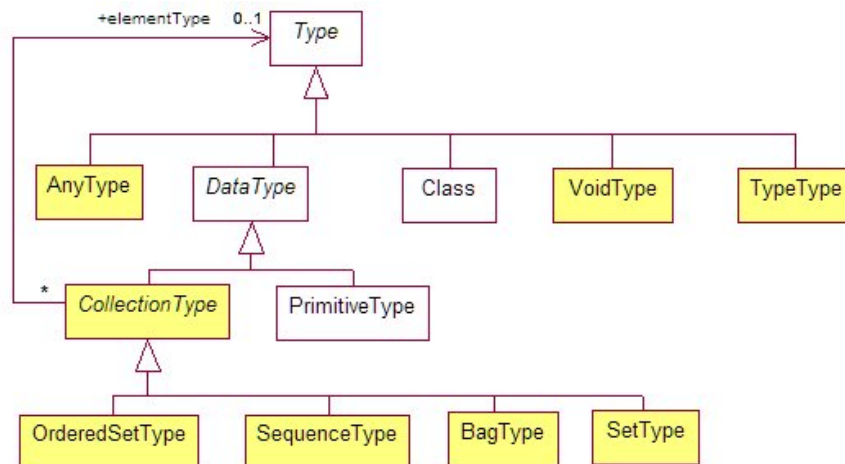 +elementType 0..1
Type
AnyType
DataType
Class
VoidType
TypeType
*
CollectionType
PrimitiveType
OrderedSetType
SequenceType
BagType
SetType